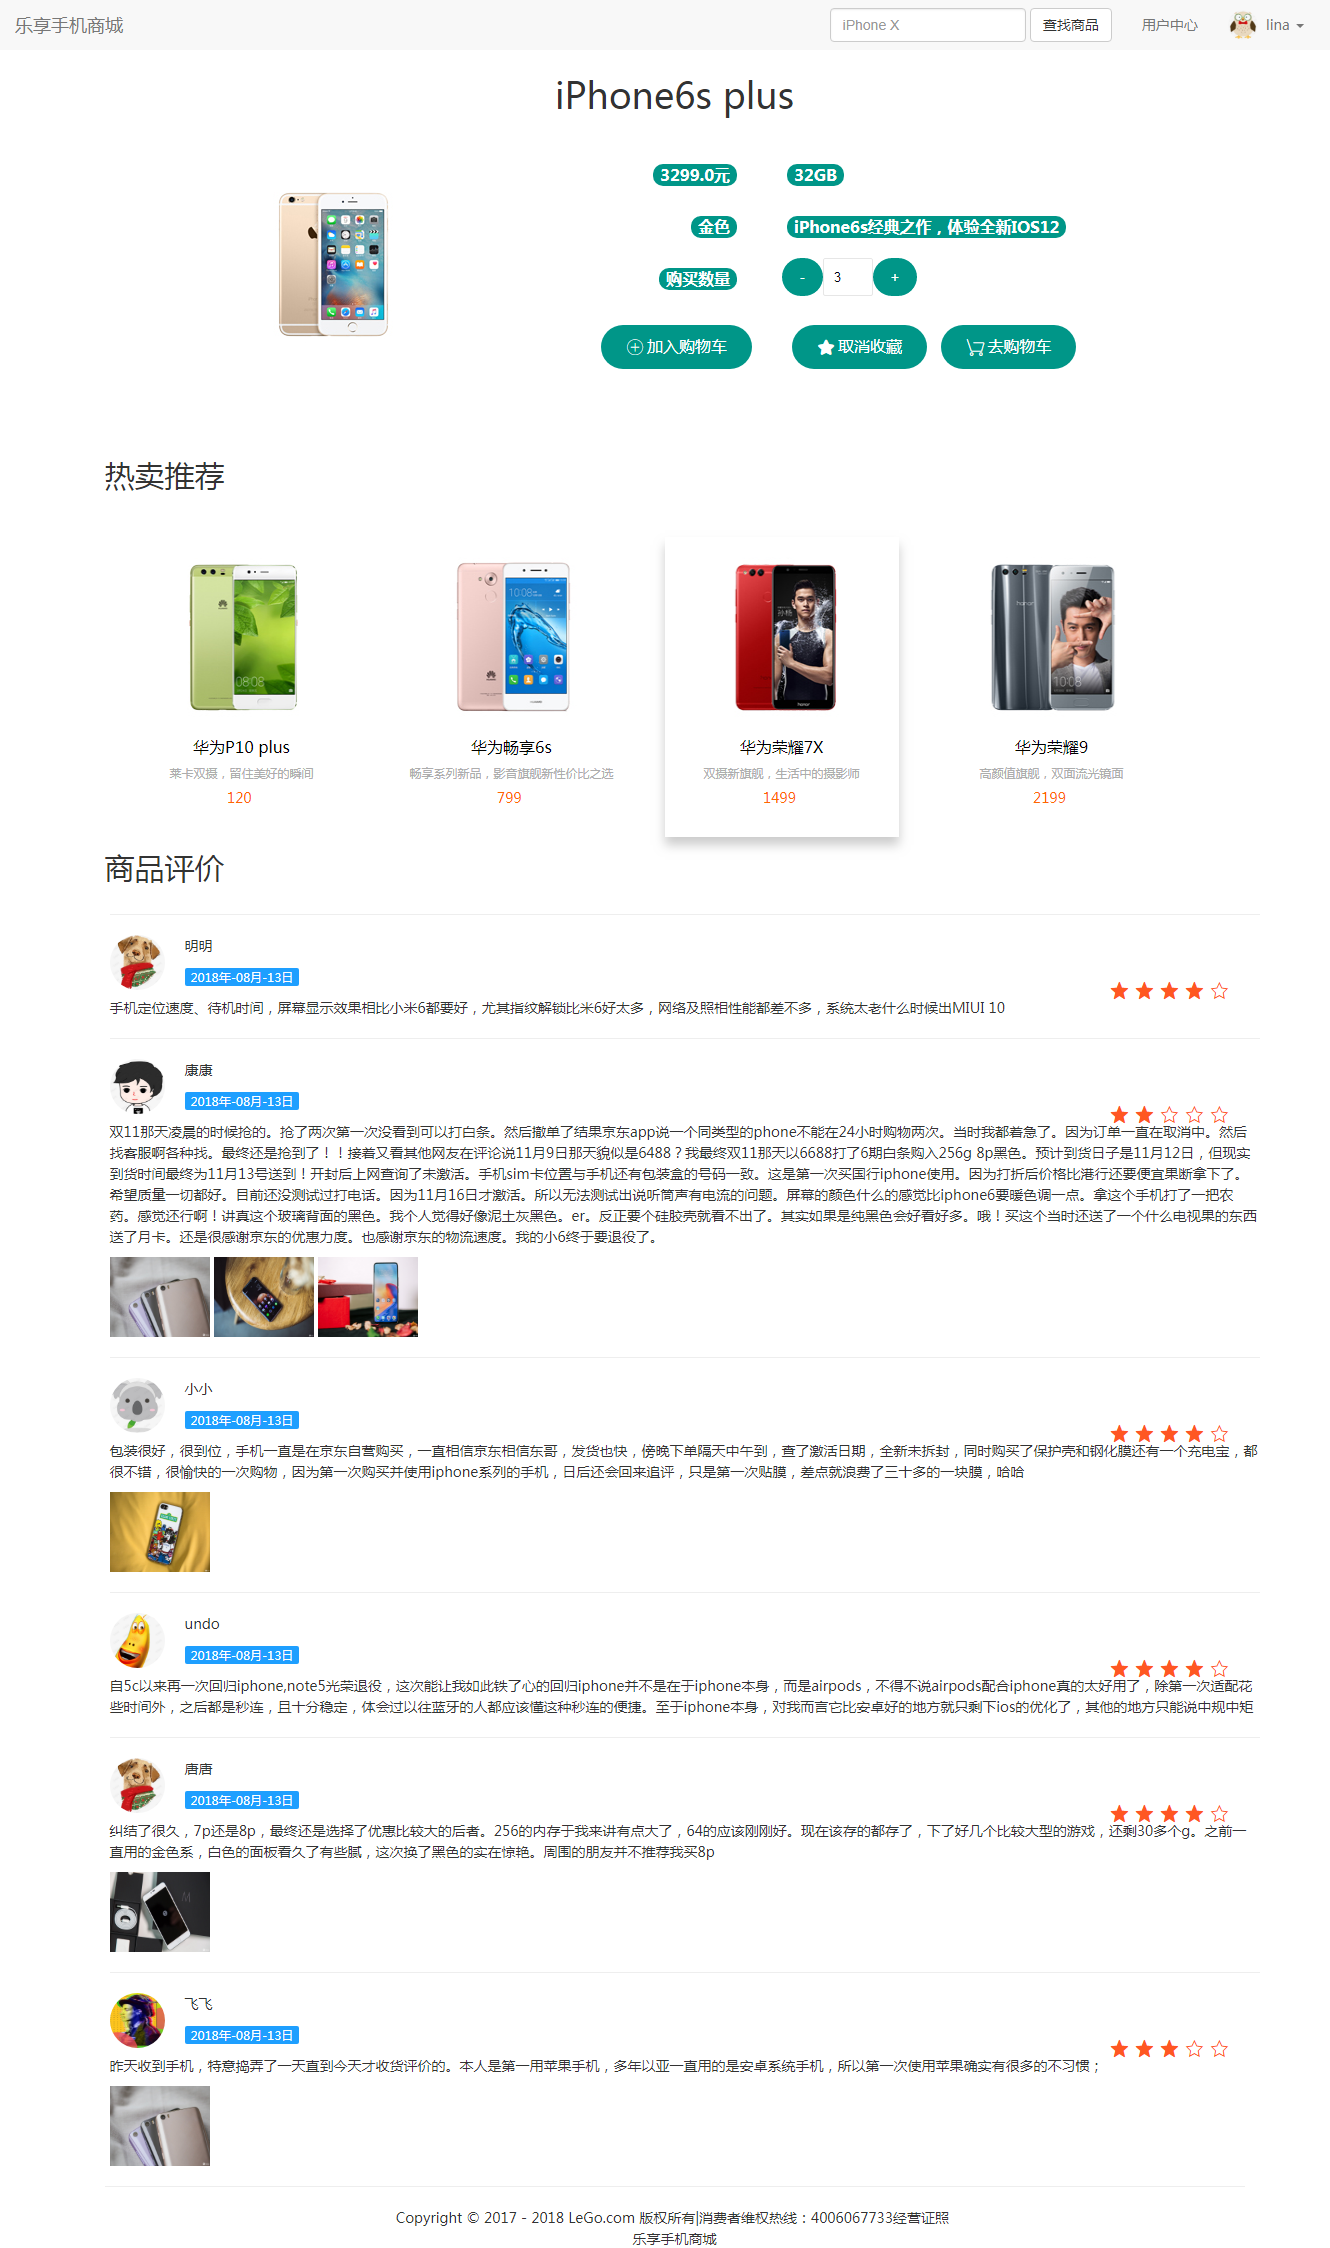 乐享手机商城
iPhone X
查找商品
用户中心
lina
iPhone6s plus
3299.0元
32GB
金色
iPhone6s经典之作，体验全新IOS12
购买数量
-
3
+
加入购物车
取消收藏
去购物车
热卖推荐
华为P10 plus
华为畅享6s
华为荣耀7X
华为荣耀9
莱卡双摄，留住美好的瞬间
畅享系列新品，影音旗舰新性价比之选
双摄新旗舰，生活中的摄影师
高颜值旗舰，双面流光镜面
120
799
1499
2199
商品评价
明明
2018年-08月-13日
手机定位速度、待机时间，屏幕显示效果相比小米6都要好，尤其指纹解锁比米6好太多，网络及照相性能都差不多，系统太老什么时候出MIUI 10
康康
2018年-08月-13日
双11那天凌晨的时候抢的。抢了两次第一次没看到可以打白条。然后撤单了结果京东app说一个同类型的phone不能在24小时购物两次。当时我都着急了。因为订单一直在取消中。然后
找客服啊各种找。最终还是抢到了！！接着又看其他网友在评论说11月9日那天貌似是6488？我最终双11那天以6688打了6期白条购入256g 8p黑色。预计到货日子是11月12日，但现实
到货时间最终为11月13号送到！开封后上网查询了未激活。手机sim卡位置与手机还有包装盒的号码一致。这是第一次买国行iphone使用。因为打折后价格比港行还要便宜果断拿下了。
希望质量一切都好。目前还没测试过打电话。因为11月16日才激活。所以无法测试出说听筒声有电流的问题。屏幕的颜色什么的感觉比iphone6要暖色调一点。拿这个手机打了一把农
药。感觉还行啊！讲真这个玻璃背面的黑色。我个人觉得好像泥土灰黑色。er。反正要个硅胶壳就看不出了。其实如果是纯黑色会好看好多。哦！买这个当时还送了一个什么电视果的东西
送了月卡。还是很感谢京东的优惠力度。也感谢京东的物流速度。我的小6终于要退役了。
小小
2018年-08月-13日
包装很好，很到位，手机一直是在京东自营购买，一直相信京东相信东哥，发货也快，傍晚下单隔天中午到，查了激活日期，全新未拆封，同时购买了保护壳和钢化膜还有一个充电宝，都
很不错，很愉快的一次购物，因为第一次购买并使用iphone系列的手机，日后还会回来追评，只是第一次贴膜，差点就浪费了三十多的一块膜，哈哈
undo
2018年-08月-13日
自5c以来再一次回归iphone,note5光荣退役，这次能让我如此铁了心的回归iphone并不是在于iphone本身，而是airpods，不得不说airpods配合iphone真的太好用了，除第一次适配花
些时间外，之后都是秒连，且十分稳定，体会过以往蓝牙的人都应该懂这种秒连的便捷。至于iphone本身，对我而言它比安卓好的地方就只剩下ios的优化了，其他的地方只能说中规中矩
唐唐
2018年-08月-13日
纠结了很久，7p还是8p，最终还是选择了优惠比较大的后者。256的内存于我来讲有点大了，64的应该刚刚好。现在该存的都存了，下了好几个比较大型的游戏，还剩30多个g。之前一
直用的金色系，白色的面板看久了有些腻，这次换了黑色的实在惊艳。周围的朋友并不推荐我买8p
飞飞
2018年-08月-13日
昨天收到手机，特意捣弄了一天直到今天才收货评价的。本人是第一用苹果手机，多年以亚一直用的是安卓系统手机，所以第一次使用苹果确实有很多的不习惯；
Copyright © 2017 - 2018 LeGo.com 版权所有|消费者维权热线：4006067733经营证照
乐享手机商城